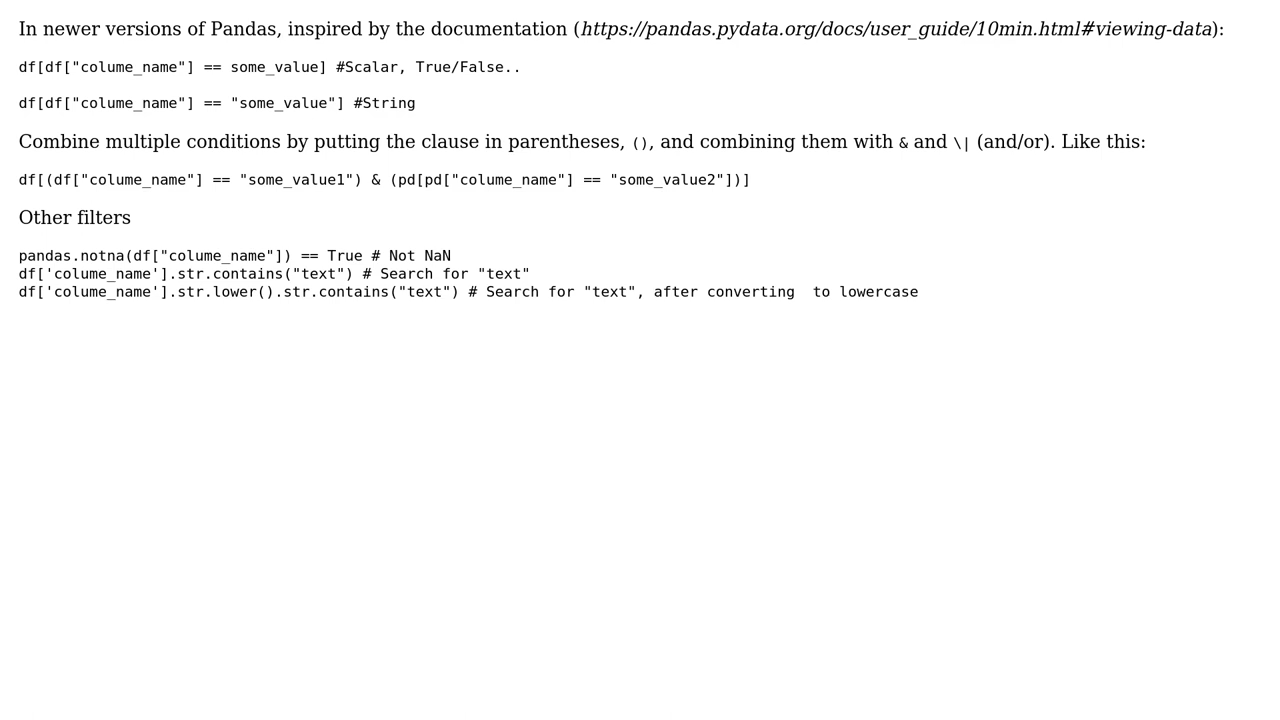 In newer versions of Pandas, inspired by the documentation (https://pandas.pydata.org/docs/user_guide/10min.html#viewing-data):
df[df["colume_name"] == some_value] #Scalar, True/False..
df[df["colume_name"] == "some_value"] #String
Combine multiple conditions by putting the clause in parentheses, (), and combining them with & and \| (and/or). Like this:
df[(df["colume_name"] == "some_value1") & (pd[pd["colume_name"] == "some_value2"])]
Other filters
pandas.notna(df["colume_name"]) == True # Not NaN
df['colume_name'].str.contains("text") # Search for "text"
df['colume_name'].str.lower().str.contains("text") # Search for "text", after converting  to lowercase